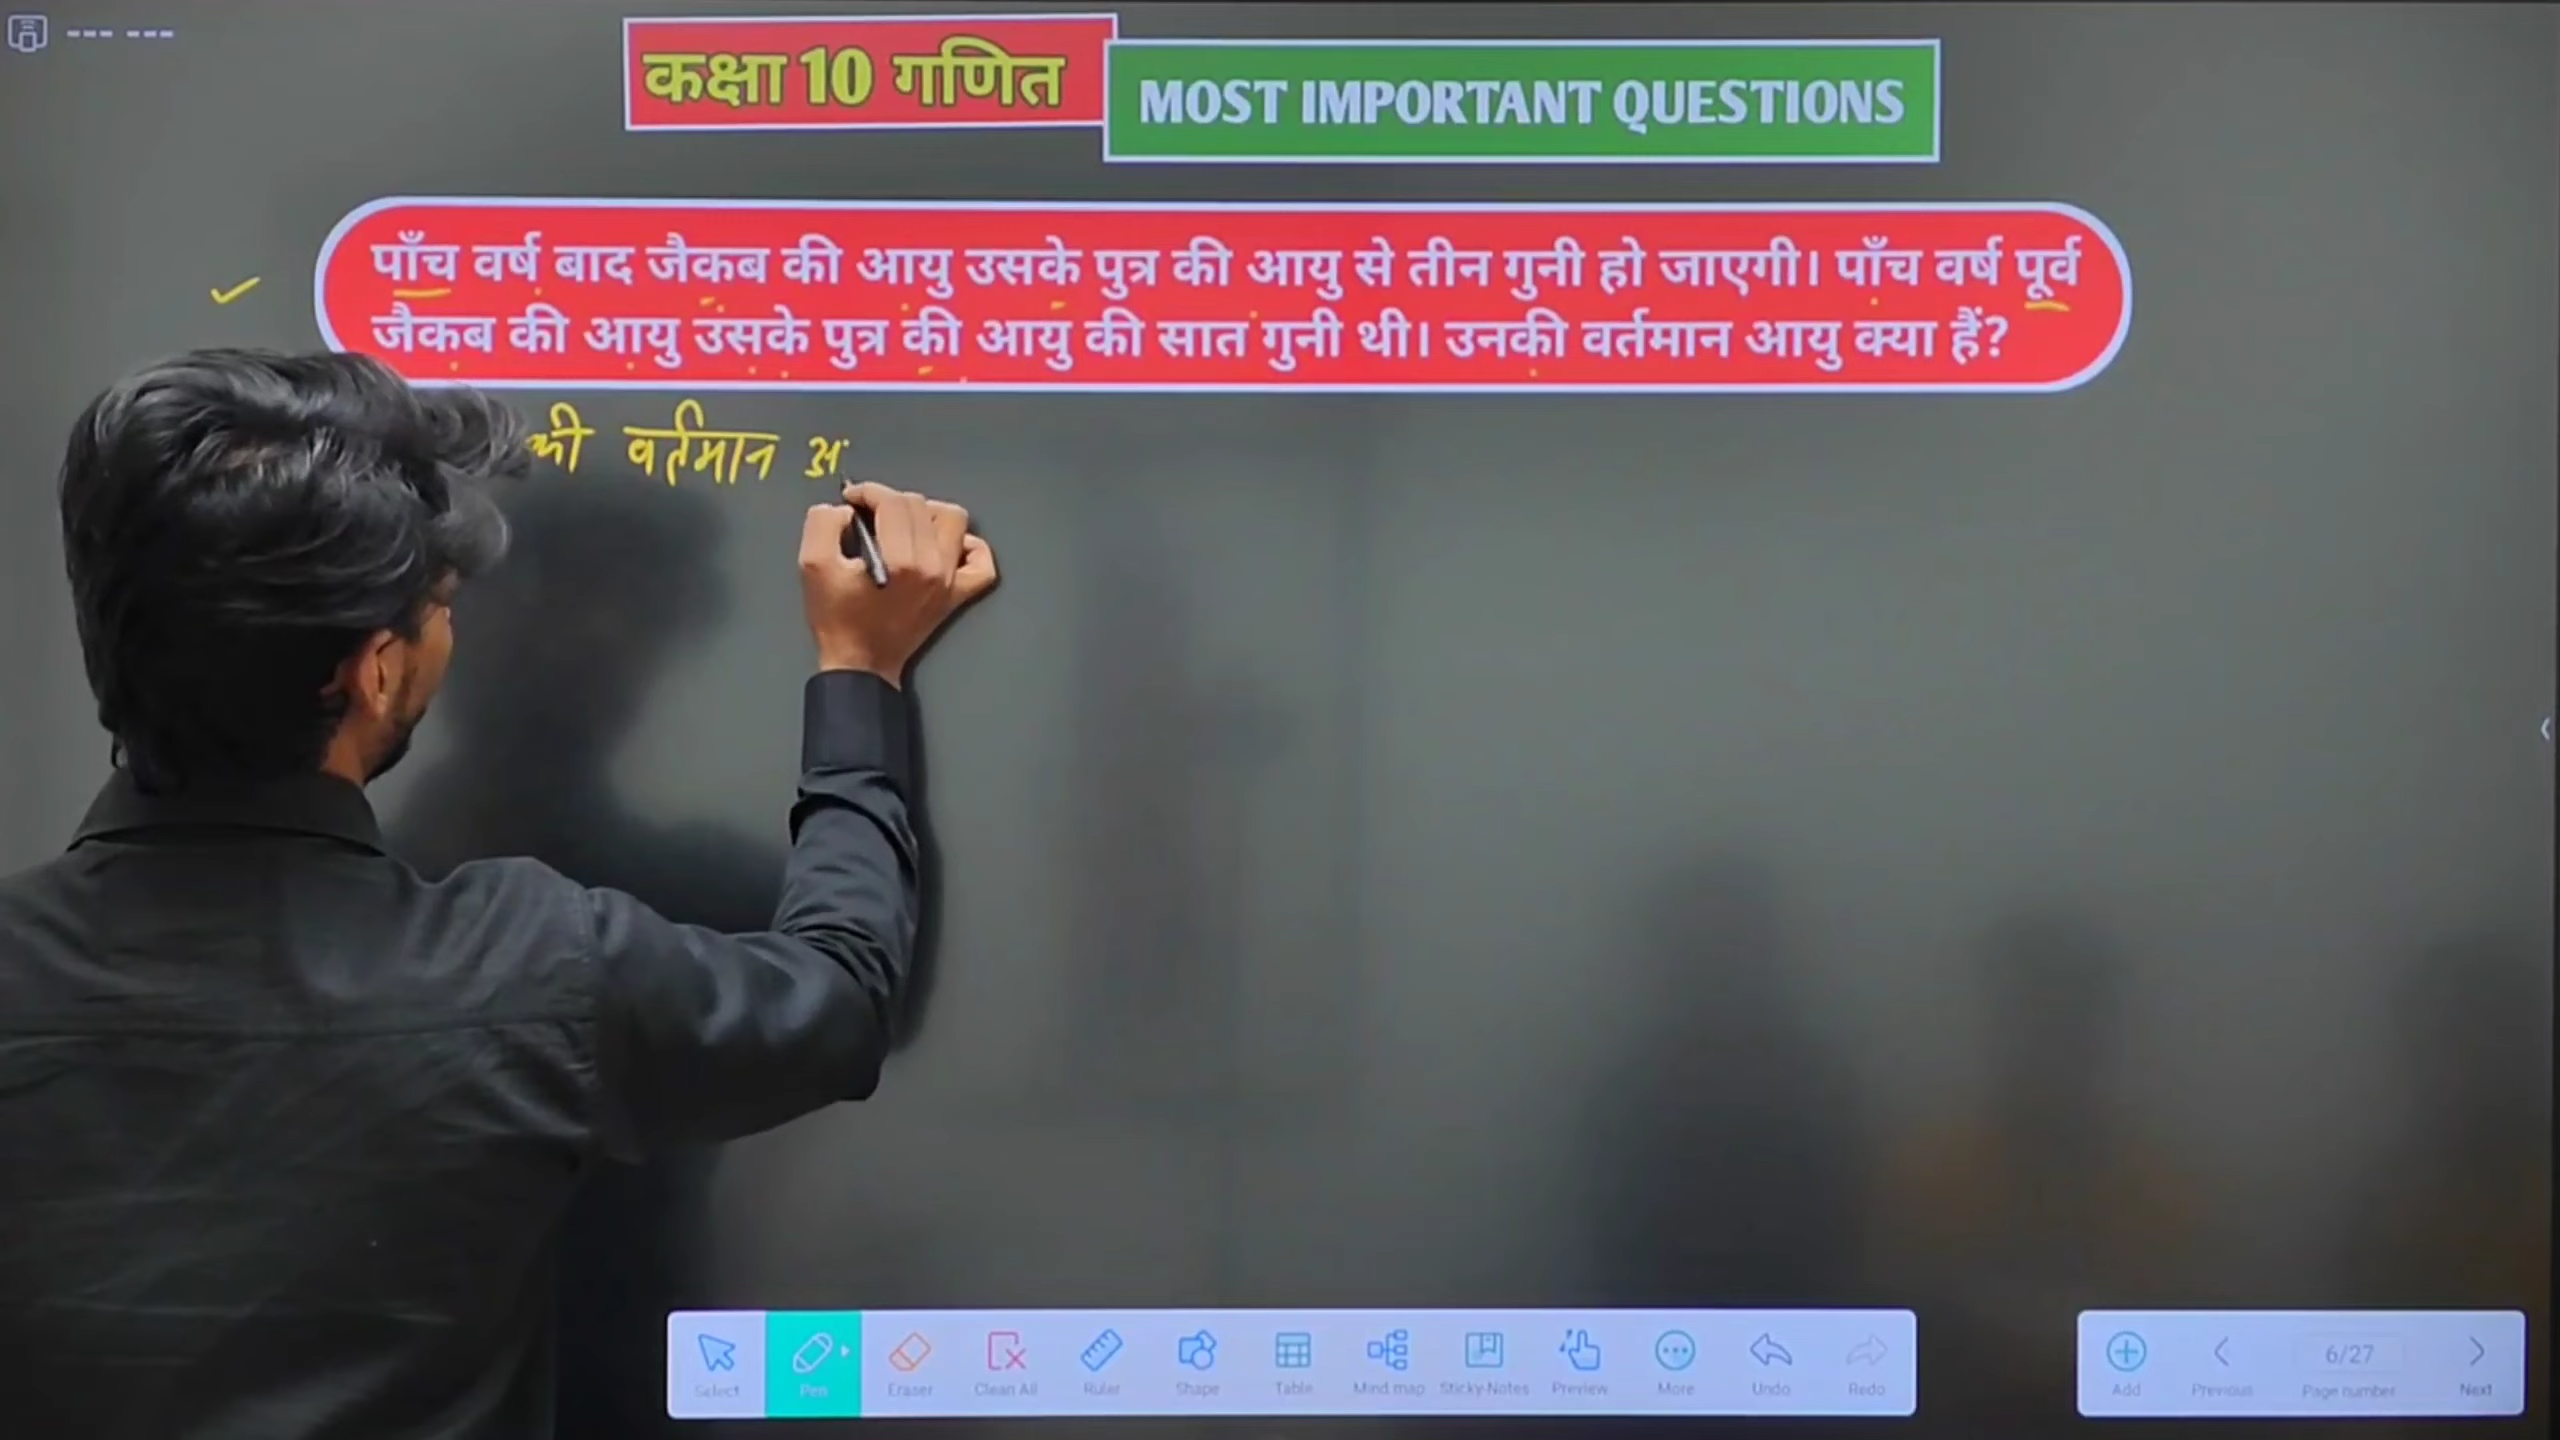 --- ---
कक्षा 10 गणित
MOST IMPORTANT QUESTIONS
पाँच वर्ष बाद जैकब की आयु उसके पुत्र की आयु से तीन गुनी हो जाएगी। पाँच वर्ष पूर्व
जैकब की आयु उसके पुत्र की आयु की सात गुनी थी। उनकी वर्तमान आयु क्या हैं?
की वर्तमान
Select Pen Eraser Clean All Ruler Shape Table Mind map Sticky-Notes Preview More Undo Redo
Add Previous 6/27 Page number Next